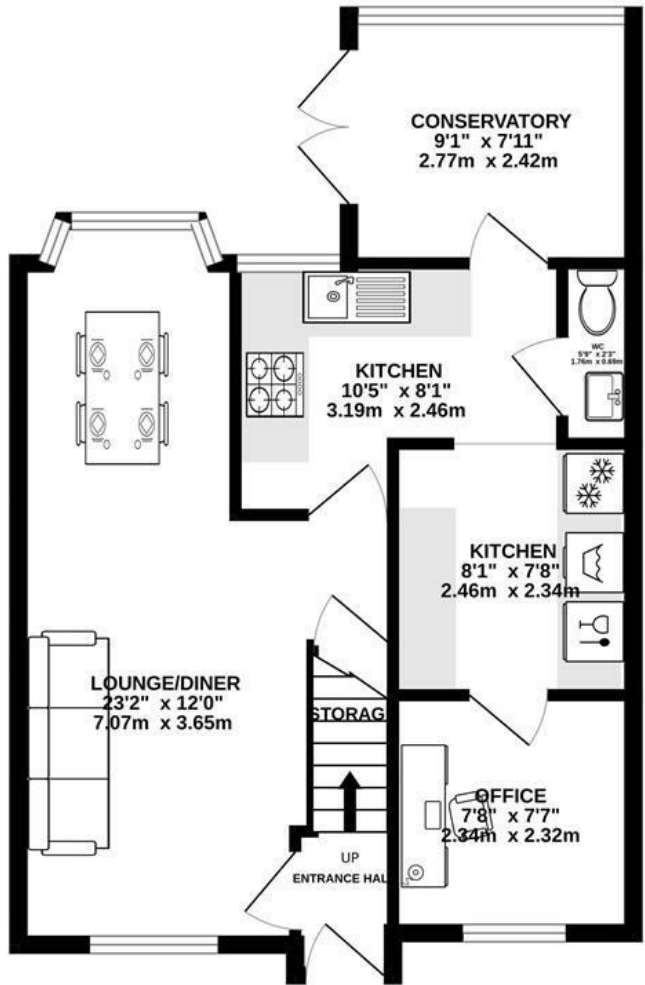 CONSERVATORY
9'1" x 7'11"
2.77m x 2.42m
WC
5'9" x 2'3"
1.76m x 0.69m
KITCHEN
10'5" x 8'1"
3.19m x 2.46m
KITCHEN
8'1" x 7'8"
2.46m x 2.34m
LOUNGE/DINER
23'2" x 12'0"
7.07m x 3.65m
STORAG
OFFICE
7'8" x 7'7"
2.34m x 2.32m
UP
ENTRANCE HAL